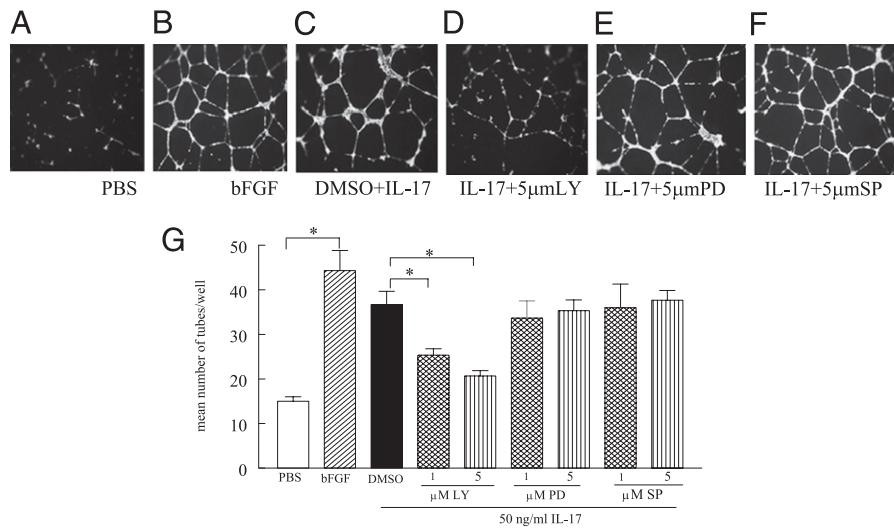 A B C D E F
PBS bFGF DMSO+IL-17 IL-17+5µmLY IL-17+5µmPD IL-17+5µmSP
G
mean number of tubes/well
50
40
30
20
10
0
* * *
PBS bFGF DMSO 1 5 1 5 1 5
µM LY µM PD µM SP
50 ng/ml IL-17